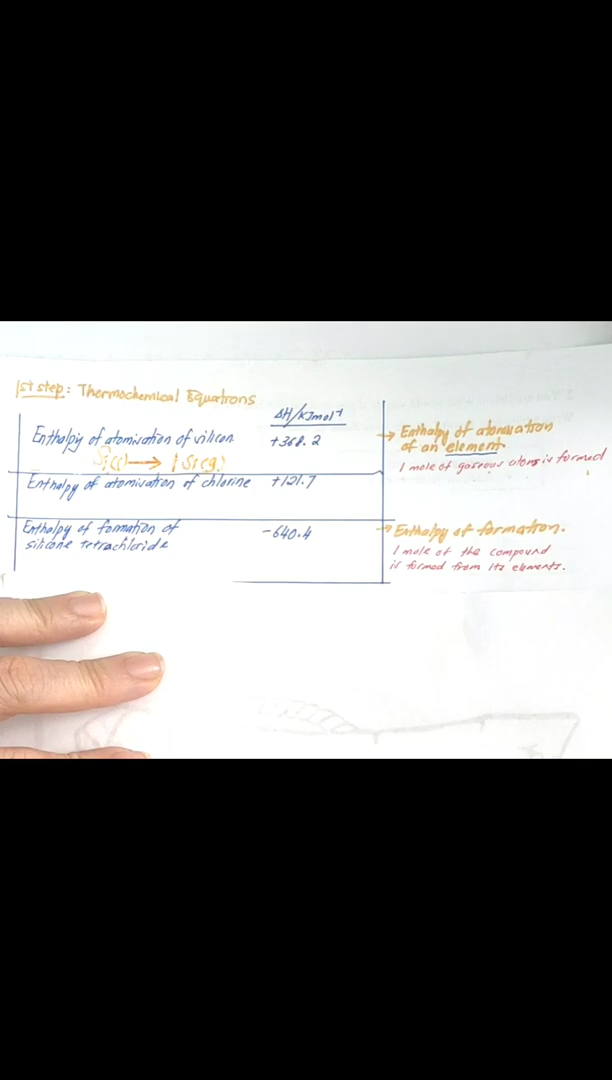 1st step: Thermochemical Equations
ΔH/kJmol⁻¹
Enthalpy of atomisation of silicon +368.2
Si(s) → 1 Si(g)
Enthalpy of atomisation of chlorine +121.7
Enthalpy of formation of -640.4
silicone tetrachloride
→ Enthalpy of atomisation
of an element
1 mole of gaseous atoms is formed
→ Enthalpy of formation.
1 mole of the compound
is formed from its elements.